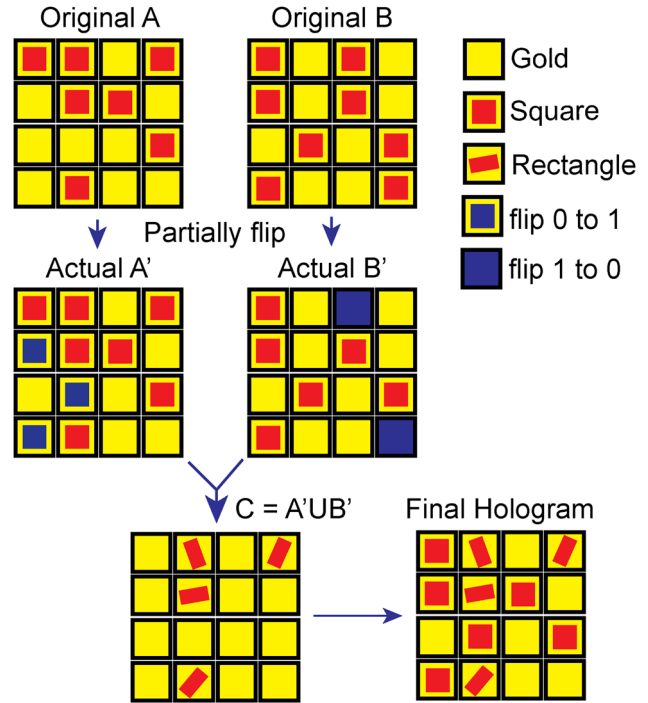 Original A
Original B
Gold
Square
Rectangle
flip 0 to 1
flip 1 to 0
Partially flip
Actual A’
Actual B’
C = A’UB’
Final Hologram